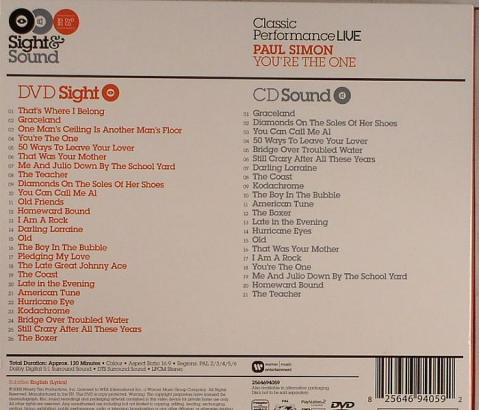 Sight&
Sound
Classic
Performance LIVE
PAUL SIMON
YOU'RE THE ONE
DVD Sight
01 That's Where I Belong
02 Graceland
03 One Man's Ceiling Is Another Man's Floor
04 You're The One
05 50 Ways To Leave Your Lover
06 That Was Your Mother
07 Me And Julio Down By The School Yard
08 The Teacher
09 Diamonds On The Soles Of Her Shoes
10 You Can Call Me Al
11 Old Friends
12 Homeward Bound
13 I Am A Rock
14 Darling Lorraine
15 Old
16 The Boy In The Bubble
17 Pledging My Love
18 The Late Great Johnny Ace
19 The Coast
20 Late in the Evening
21 American Tune
22 Hurricane Eye
23 Kodachrome
24 Bridge Over Troubled Water
25 Still Crazy After All These Years
26 The Boxer
CD Sound
01 Graceland
02 Diamonds On The Soles Of Her Shoes
03 You Can Call Me Al
04 50 Ways To Leave Your Lover
05 Bridge Over Troubled Water
06 Still Crazy After All These Years
07 Darling Lorraine
08 The Coast
09 Kodachrome
10 The Boy In The Bubble
11 American Tune
12 The Boxer
13 Late in the Evening
14 Hurricane Eyes
15 Old
16 That Was Your Mother
17 I Am A Rock
18 You're The One
19 Me And Julio Down By The School Yard
20 Homeward Bound
21 The Teacher
Total Duration: Approx. 130 Minutes • Colour • Aspect Ratio 16:9 • Regions: PAL 2/3/4/5/6
Dolby Digital 5.1 Surround Sound • DTS Surround Sound • LPCM Stereo
Subtitles English (Lyrics)
warner music
entertainment
2564694059
Also available in alternative packaging
PlayStation 2
DVD
8 25646 94059 2